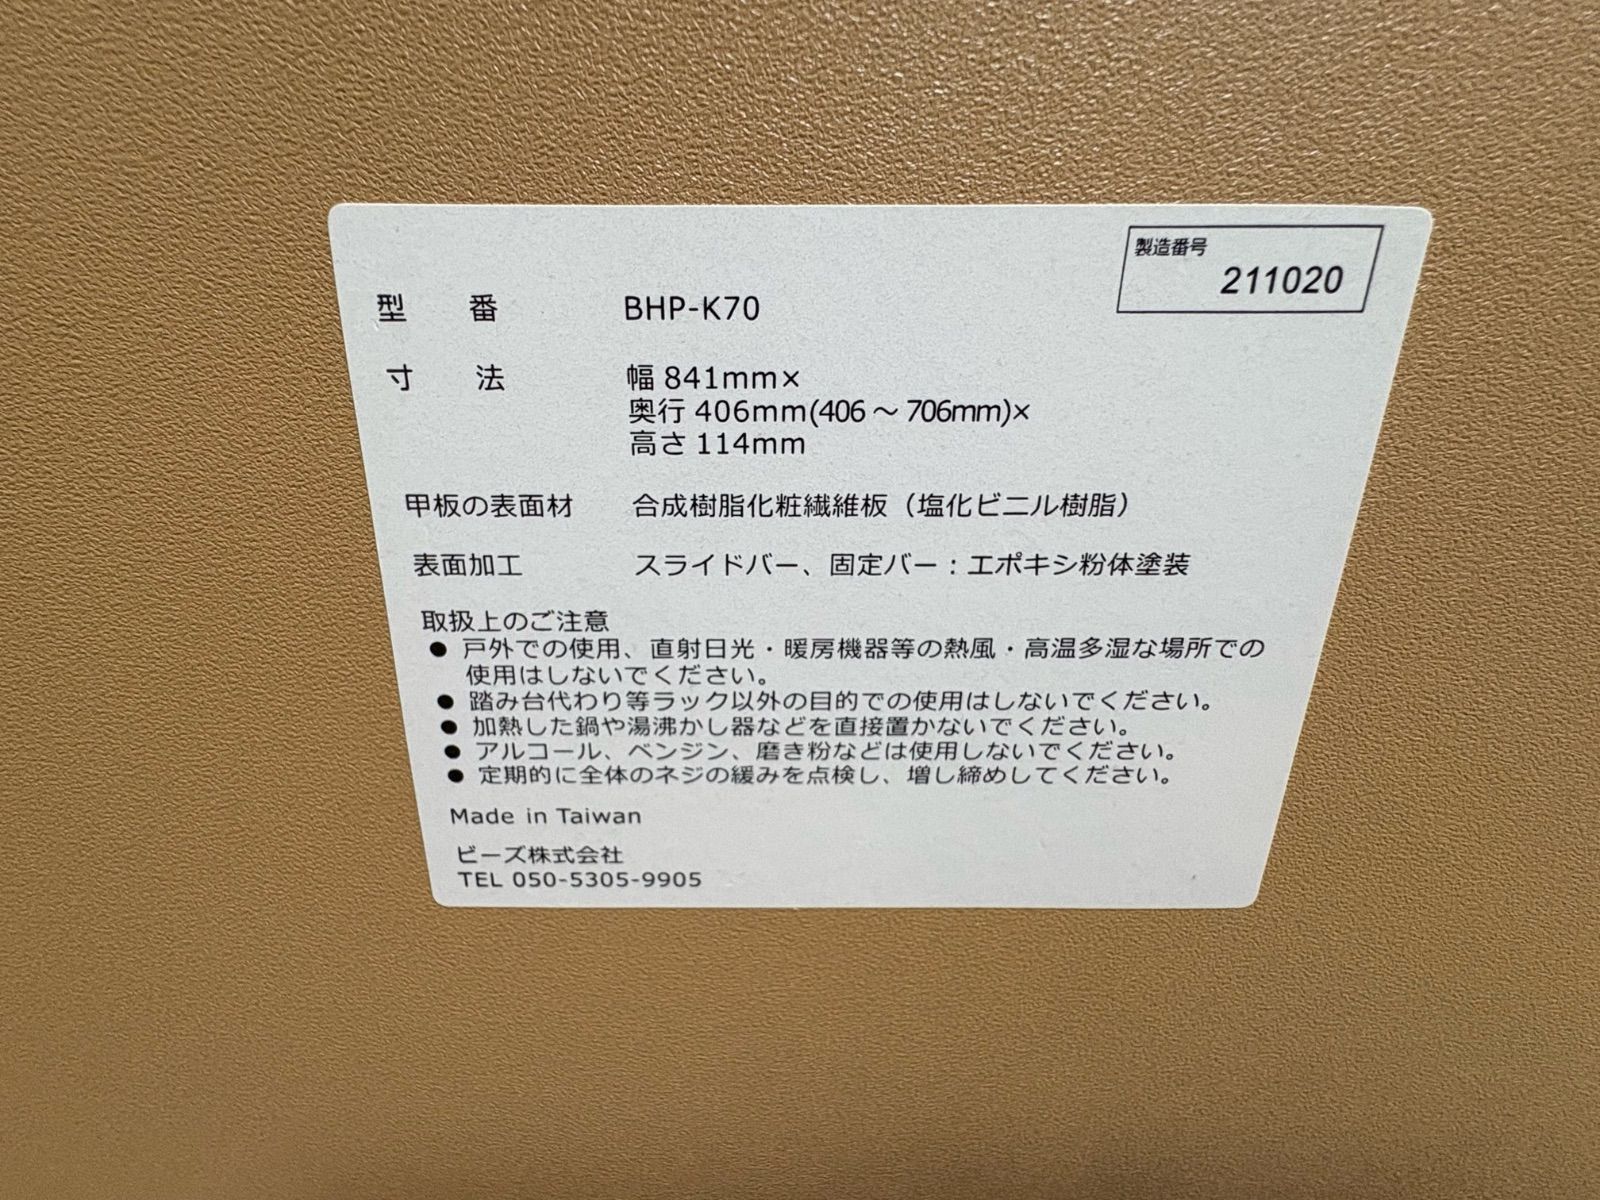 製造番号
211020
型 番 BHP-K70
寸 法 幅 841mm×
奥行 406mm(406 ～ 706mm)×
高さ 114mm
甲板の表面材 合成樹脂化粧繊維板（塩化ビニル樹脂）
表面加工 スライドバー、固定バー：エポキシ粉体塗装
取扱上のご注意
● 戸外での使用、直射日光・暖房機器等の熱風・高温多湿な場所での
使用はしないでください。
● 踏み台代わり等ラック以外の目的での使用はしないでください。
● 加熱した鍋や湯沸かし器などを直接置かないでください。
● アルコール、ベンジン、磨き粉などは使用しないでください。
● 定期的に全体のネジの緩みを点検し、増し締めしてください。
Made in Taiwan
ビーズ株式会社
TEL 050-5305-9905